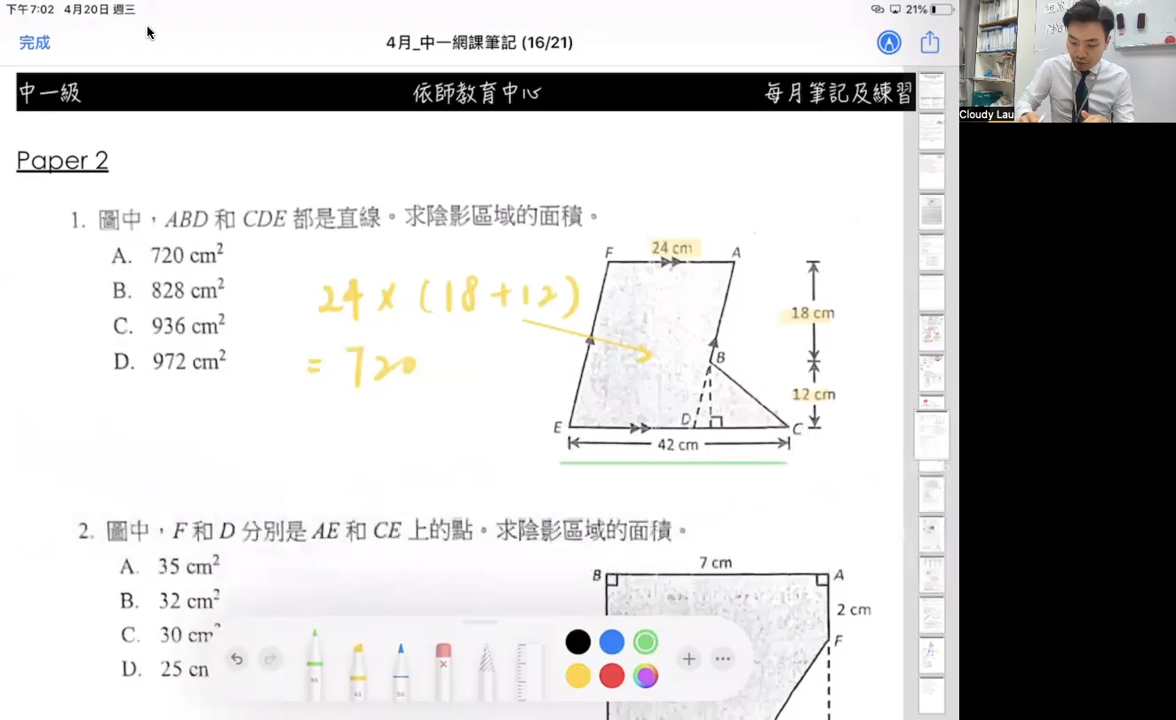 下午7:02 4月20日 週三
21%
完成
4月_中一網課筆記 (16/21)
中一級
依師教育中心
每月筆記及練習
Cloudy Lau
Paper 2
1. 圖中，ABD 和 CDE 都是直線。求陰影區域的面積。
A. 720 cm²
B. 828 cm²
C. 936 cm²
D. 972 cm²
24 × (18 + 12)
= 720
F
24 cm
A
18 cm
B
12 cm
E
D
C
42 cm
2. 圖中，F 和 D 分別是 AE 和 CE 上的點。求陰影區域的面積。
A. 35 cm²
B. 32 cm²
C. 30 cm²
D. 25 cn
B
7 cm
A
2 cm
F